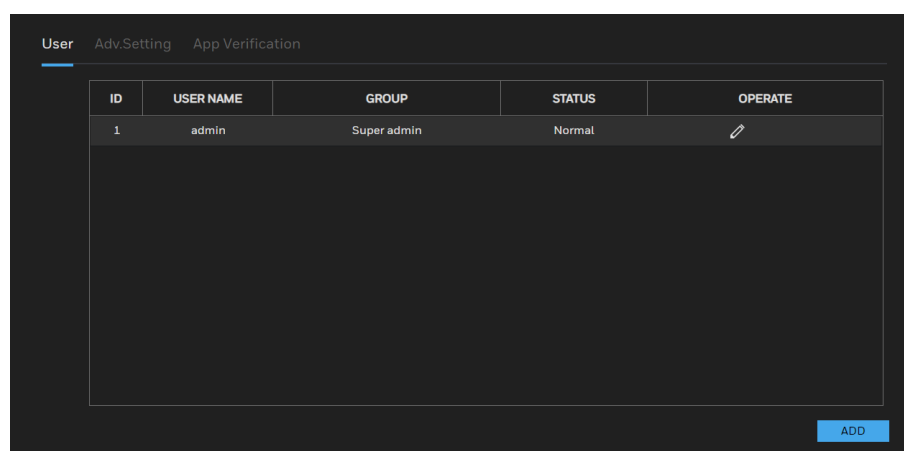 User Adv.Setting App Verification
ID USER NAME GROUP STATUS OPERATE
1 admin Super admin Normal
ADD